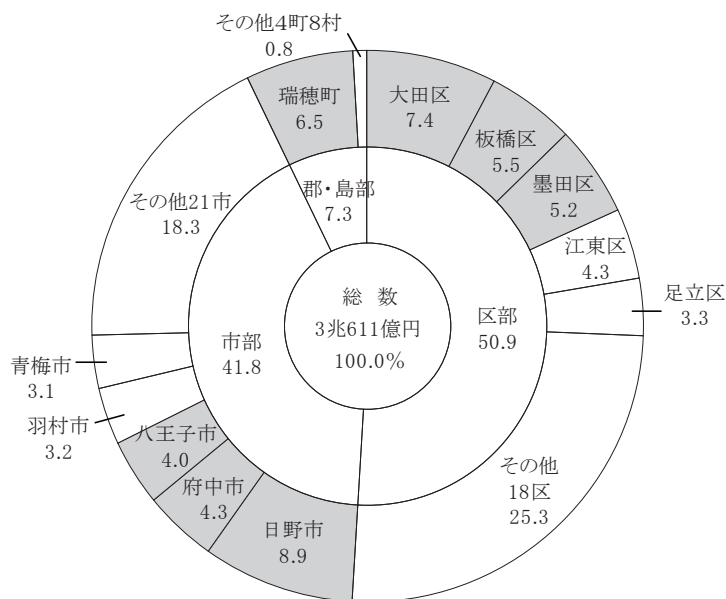 その他4町8村
0.8
瑞穂町
6.5
大田区
7.4
板橋区
5.5
墨田区
5.2
江東区
4.3
足立区
3.3
その他
18区
25.3
日野市
8.9
府中市
4.3
八王子市
4.0
羽村市
3.2
青梅市
3.1
その他21市
18.3
郡・島部
7.3
区部
50.9
市部
41.8
総 数
3兆611億円
100.0%